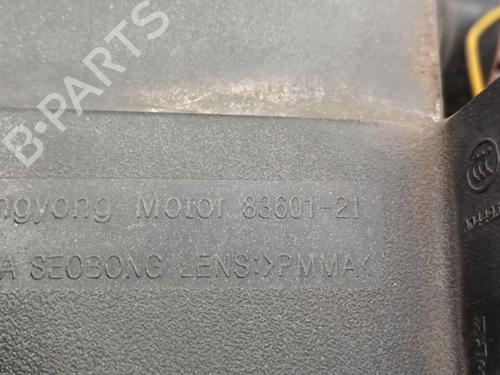 B-PARTS
ngyong Motor 83601-21
A SEOBONG LENS:>PMMA<